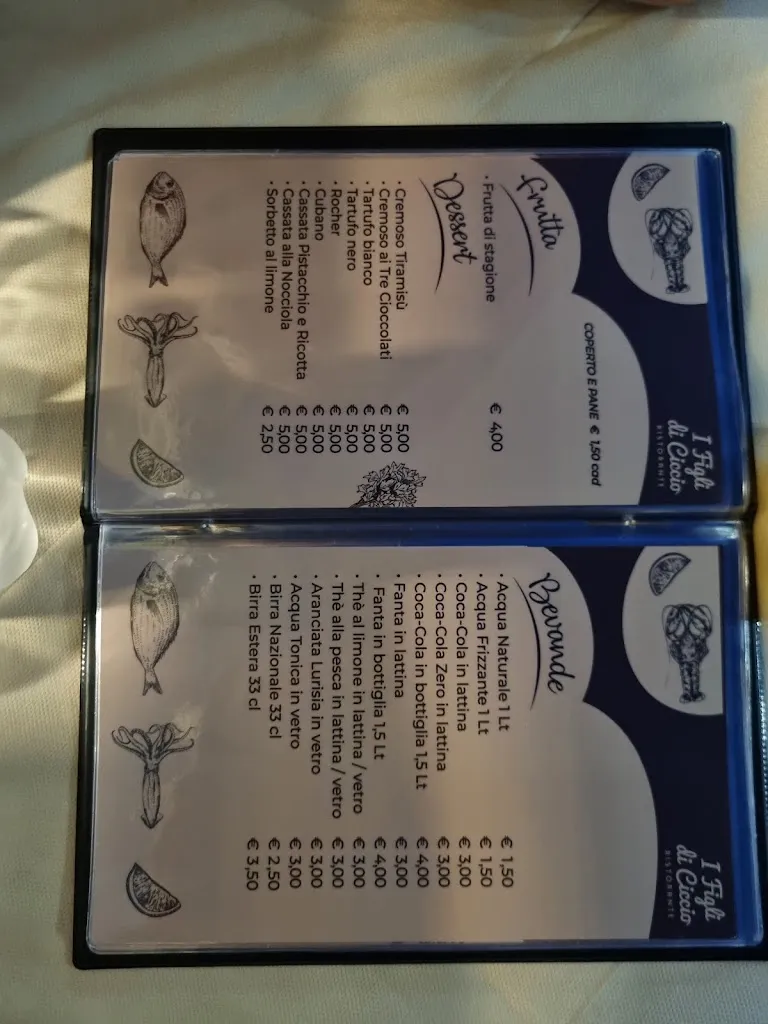 I Figli
di Ciccio
RISTORANTE
COPERTO E PANE € 1,50 cad
Frutta
• Frutta di stagione € 4,00
Dessert
• Cremoso Tiramisù € 5,00
• Cremoso ai Tre Cioccolati € 5,00
• Tartufo bianco € 5,00
• Tartufo nero € 5,00
• Rocher € 5,00
• Cubano € 5,00
• Cassata Pistacchio e Ricotta € 5,00
• Cassata alla Nocciola € 5,00
• Sorbetto al limone € 2,50
I Figli
di Ciccio
RISTORANTE
Bevande
• Acqua Naturale 1 Lt € 1,50
• Acqua Frizzante 1 Lt € 1,50
• Coca-Cola in lattina € 3,00
• Coca-Cola Zero in lattina € 3,00
• Coca-Cola in bottiglia 1,5 Lt € 4,00
• Fanta in lattina € 3,00
• Fanta in bottiglia 1,5 Lt € 4,00
• Thè al limone in lattina / vetro € 3,00
• Thè alla pesca in lattina / vetro € 3,00
• Aranciata Lurisia in vetro € 3,00
• Acqua Tonica in vetro € 3,00
• Birra Nazionale 33 cl € 2,50
• Birra Estera 33 cl € 3,50